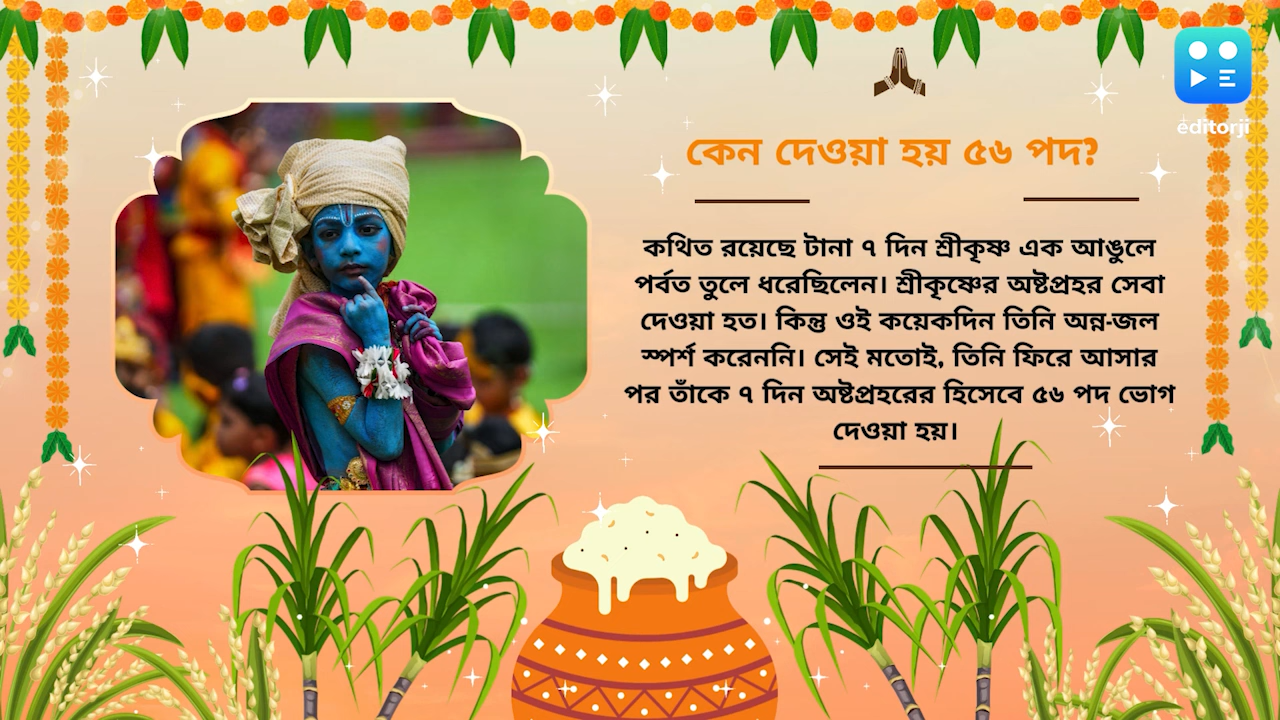 editorji
কেন দেওয়া হয় ৫৬ পদ?
কথিত রয়েছে টানা ৭ দিন শ্রীকৃষ্ণ এক আঙুলে
পর্বত তুলে ধরেছিলেন। শ্রীকৃষ্ণের অষ্টপ্রহর সেবা
দেওয়া হত। কিন্তু ওই কয়েকদিন তিনি অন্ন-জল
স্পর্শ করেননি। সেই মতোই, তিনি ফিরে আসার
পর তাঁকে ৭ দিন অষ্টপ্রহরের হিসেবে ৫৬ পদ ভোগ
দেওয়া হয়।